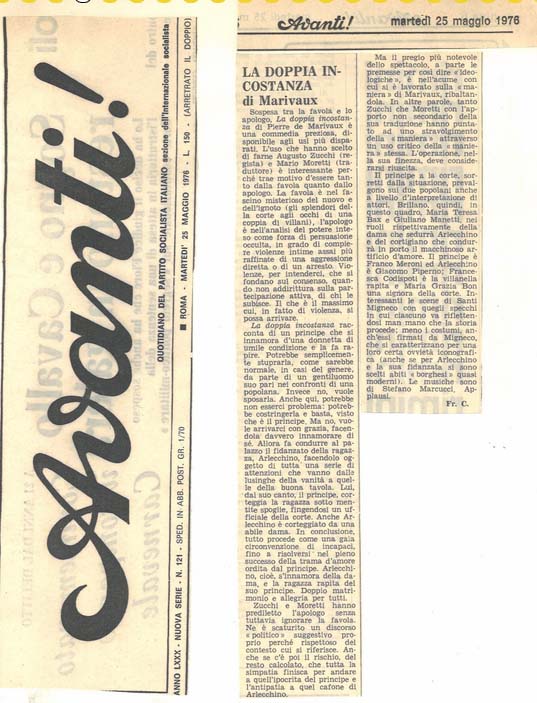 Avanti!
QUOTIDIANO DEL PARTITO SOCIALISTA ITALIANO sezione dell'Internazionale socialista
ANNO LXXX - NUOVA SERIE - N. 121 - SPED. IN ABB. POST. GR. 1/70 ■ ROMA - MARTEDI' 25 MAGGIO 1976 - L. 150 - (ARRETRATO IL DOPPIO)
Avanti! martedì 25 maggio 1976
LA DOPPIA IN-
COSTANZA
di Marivaux
Sospesa tra la favola e lo
apologo, La doppia incostan-
za di Pierre de Marivaux è
una commedia preziosa, di-
sponibile agli usi più dispa-
rati. L'uso che hanno scelto
di farne Augusto Zucchi (re-
gista) e Mario Moretti (tra-
duttore) è interessante per-
ché trae motivo d'essere tan-
to dalla favola quanto dallo
apologo. La favola è nel fa-
scino misterioso del nuovo e
dell'ignoto (gli splendori del-
la corte agli occhi di una
coppia di villani), l'apologo
è nell'analisi del potere inte-
so come forza di persuasione
occulta, in grado di compie-
re violenze intime assai più
raffinate di una aggressione
diretta o di un arresto. Vio-
lenze, per intenderci, che si
fondano sul consenso, quan-
do non addirittura sulla par-
tecipazione attiva, di chi le
subisce. Il che è il massimo
cui, in fatto di violenza, si
possa arrivare.
La doppia incostanza rac-
conta di un principe che si
innamora d'una donnetta di
umile condizione e la fa ra-
pire. Potrebbe semplicemen-
te stuprarla, come sarebbe
normale, in casi del genere,
da parte di un gentiluomo
suo pari nei confronti di una
popolana. Invece no, vuole
sposarla. Anche qui, potrebbe
non esserci problema: potreb-
be costringerla e basta, visto
che è il principe. Ma no, vuo-
le arrivarci con grazia, facen-
dola davvero innamorare di
sé. Allora fa condurre al pa-
lazzo il fidanzato della ragaz-
za, Arlecchino, facendolo og-
getto di tutta una serie di
attenzioni che vanno dalle
lusinghe della vanità a quel-
le della buona tavola. Lui,
dal suo canto, il principe, cor-
teggia la ragazza sotto men-
tite spoglie, fingendosi un uf-
ficiale della corte. Anche Ar-
lecchino è corteggiato da una
abile dama. In conclusione,
tutto procede come una gaia
circonvenzione di incapaci,
fino a risolversi nel pieno
successo della trama d'amore
ordita dal principe. Arlecchi-
no, cioè, s'innamora della da-
ma, e la ragazza rapita del
suo principe. Doppio matri-
monio e allegria per tutti.
Zucchi e Moretti hanno
prediletto l'apologo senza
tuttavia ignorare la favola.
Ne è scaturito un discorso
«politico» suggestivo pro-
prio perché rispettoso del
contesto cui si riferisce. An-
che se c'è poi il rischio, del
resto calcolato, che tutta la
simpatia finisca per andare
a quell'ipocrita del principe e
l'antipatia a quel cafone di
Arlecchino.
Ma il pregio più notevole
dello spettacolo, a parte le
premesse per così dire «ideo-
logiche», è nell'acume con
cui si è lavorato sulla «ma-
niera» di Marivaux, ribaltan-
dola. In altre parole, tanto
Zucchi che Moretti con l'ap-
porto non secondario della
sua traduzione hanno punta-
to ad uno stravolgimento
della «maniera» attraverso
un uso critico della «manie-
ra» stessa. L'operazione, nel-
la sua finezza, deve conside-
rarsi riuscita.
Il principe a la corte, sor-
retti dalla situazione, preval-
gono sui due popolani anche
a livello d'interpretazione di
attori. Brillano, quindi, in
questo quadro, Maria Teresa
Bax e Giuliano Manetti, nei
ruoli rispettivamente della
dama che sedurrà Arlecchino
e del cortigiano che condur-
rà in porto il macchinoso ar-
tificio d'amore. Il principe è
Franco Meroni ed Arlecchino
è Giacomo Piperno; France-
sca Codispoti è la villanella
rapita e Maria Grazia Bon
una signora della corte. In-
teressanti le scene di Santi
Migneco con quegli specchi
in cui ciascuno va rifletten-
dosi man mano che la storia
procede; meno i costumi, an-
ch'essi firmati da Migneco,
che si caratterizzano per una
loro certa ovvietà iconografi-
ca (anche se per Arlecchino
e la sua fidanzata si sono
scelti abiti «borghesi» quasi
moderni). Le musiche sono
di Stefano Marcucci. Ap-
plausi.
Fr. C.